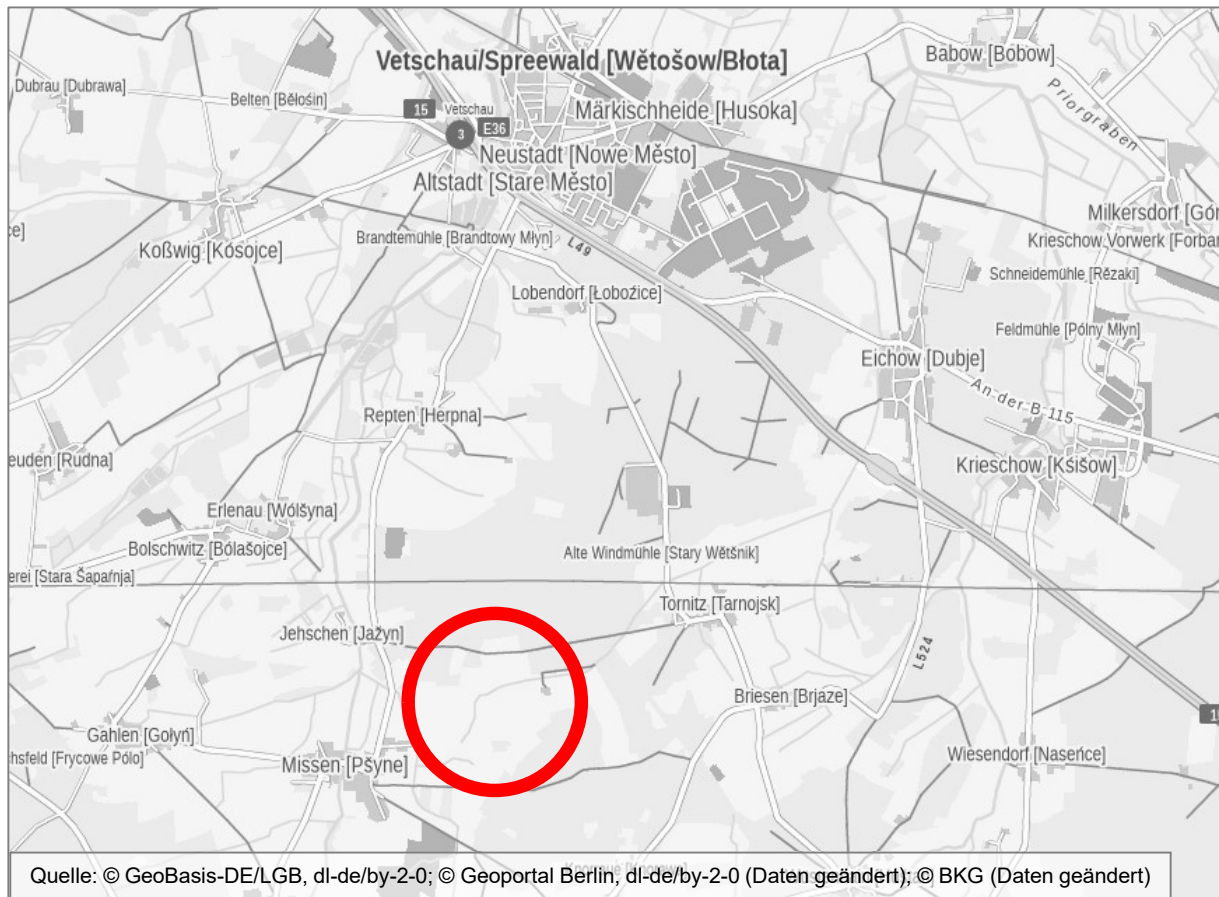 Vetschau/Spreewald [Wětošow/Błota]
Babow [Bobow]
Dubrau [Dubrawa]
Belten [Běłošin]
15
Vetschau
Märkischheide [Husoka]
Priorgraben
3
E36
Neustadt [Nowe Město]
Altstadt [Stare Město]
Milkersdorf [Gór
Koßwig [Kósojce]
Brandtemühle [Brandtowy Młyn]
L49
Krieschow Vorwerk [Forbar
Schneidemühle [Rězaki]
Lobendorf [Łoboźice]
Feldmühle [Pólny Młyn]
Eichow [Dubje]
An der B 115
Repten [Herpna]
euden [Rudna]
Krieschow [Kśišow]
Erlenau [Wólšyna]
Bolschwitz [Bólašojce]
Alte Windmühle [Stary Wětšnik]
erei [Stara Šapaŕnja]
Tornitz [Tarnojsk]
Jehschen [Jažyn]
L524
Briesen [Brjaze]
15
Gahlen [Gołyń]
chsfeld [Frycowe Pólo]
Missen [Pšyne]
Wiesendorf [Naseńce]
Quelle: © GeoBasis-DE/LGB, dl-de/by-2-0; © Geoportal Berlin, dl-de/by-2-0 (Daten geändert); © BKG (Daten geändert)